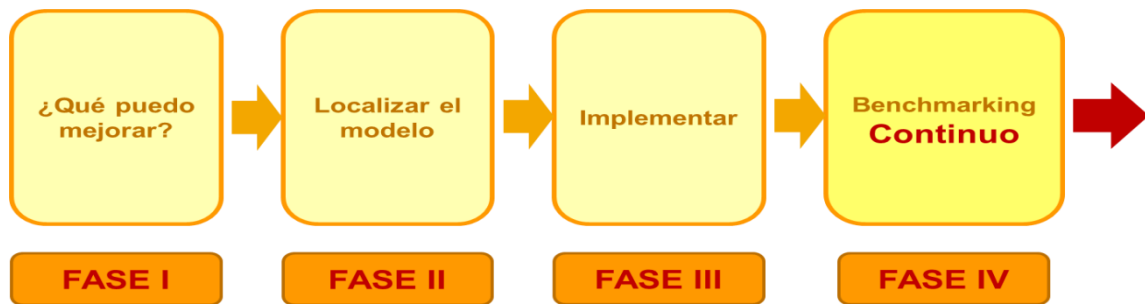 ¿Qué puedo
mejorar?
Localizar el
modelo
Implementar
Benchmarking
Continuo
FASE I
FASE II
FASE III
FASE IV